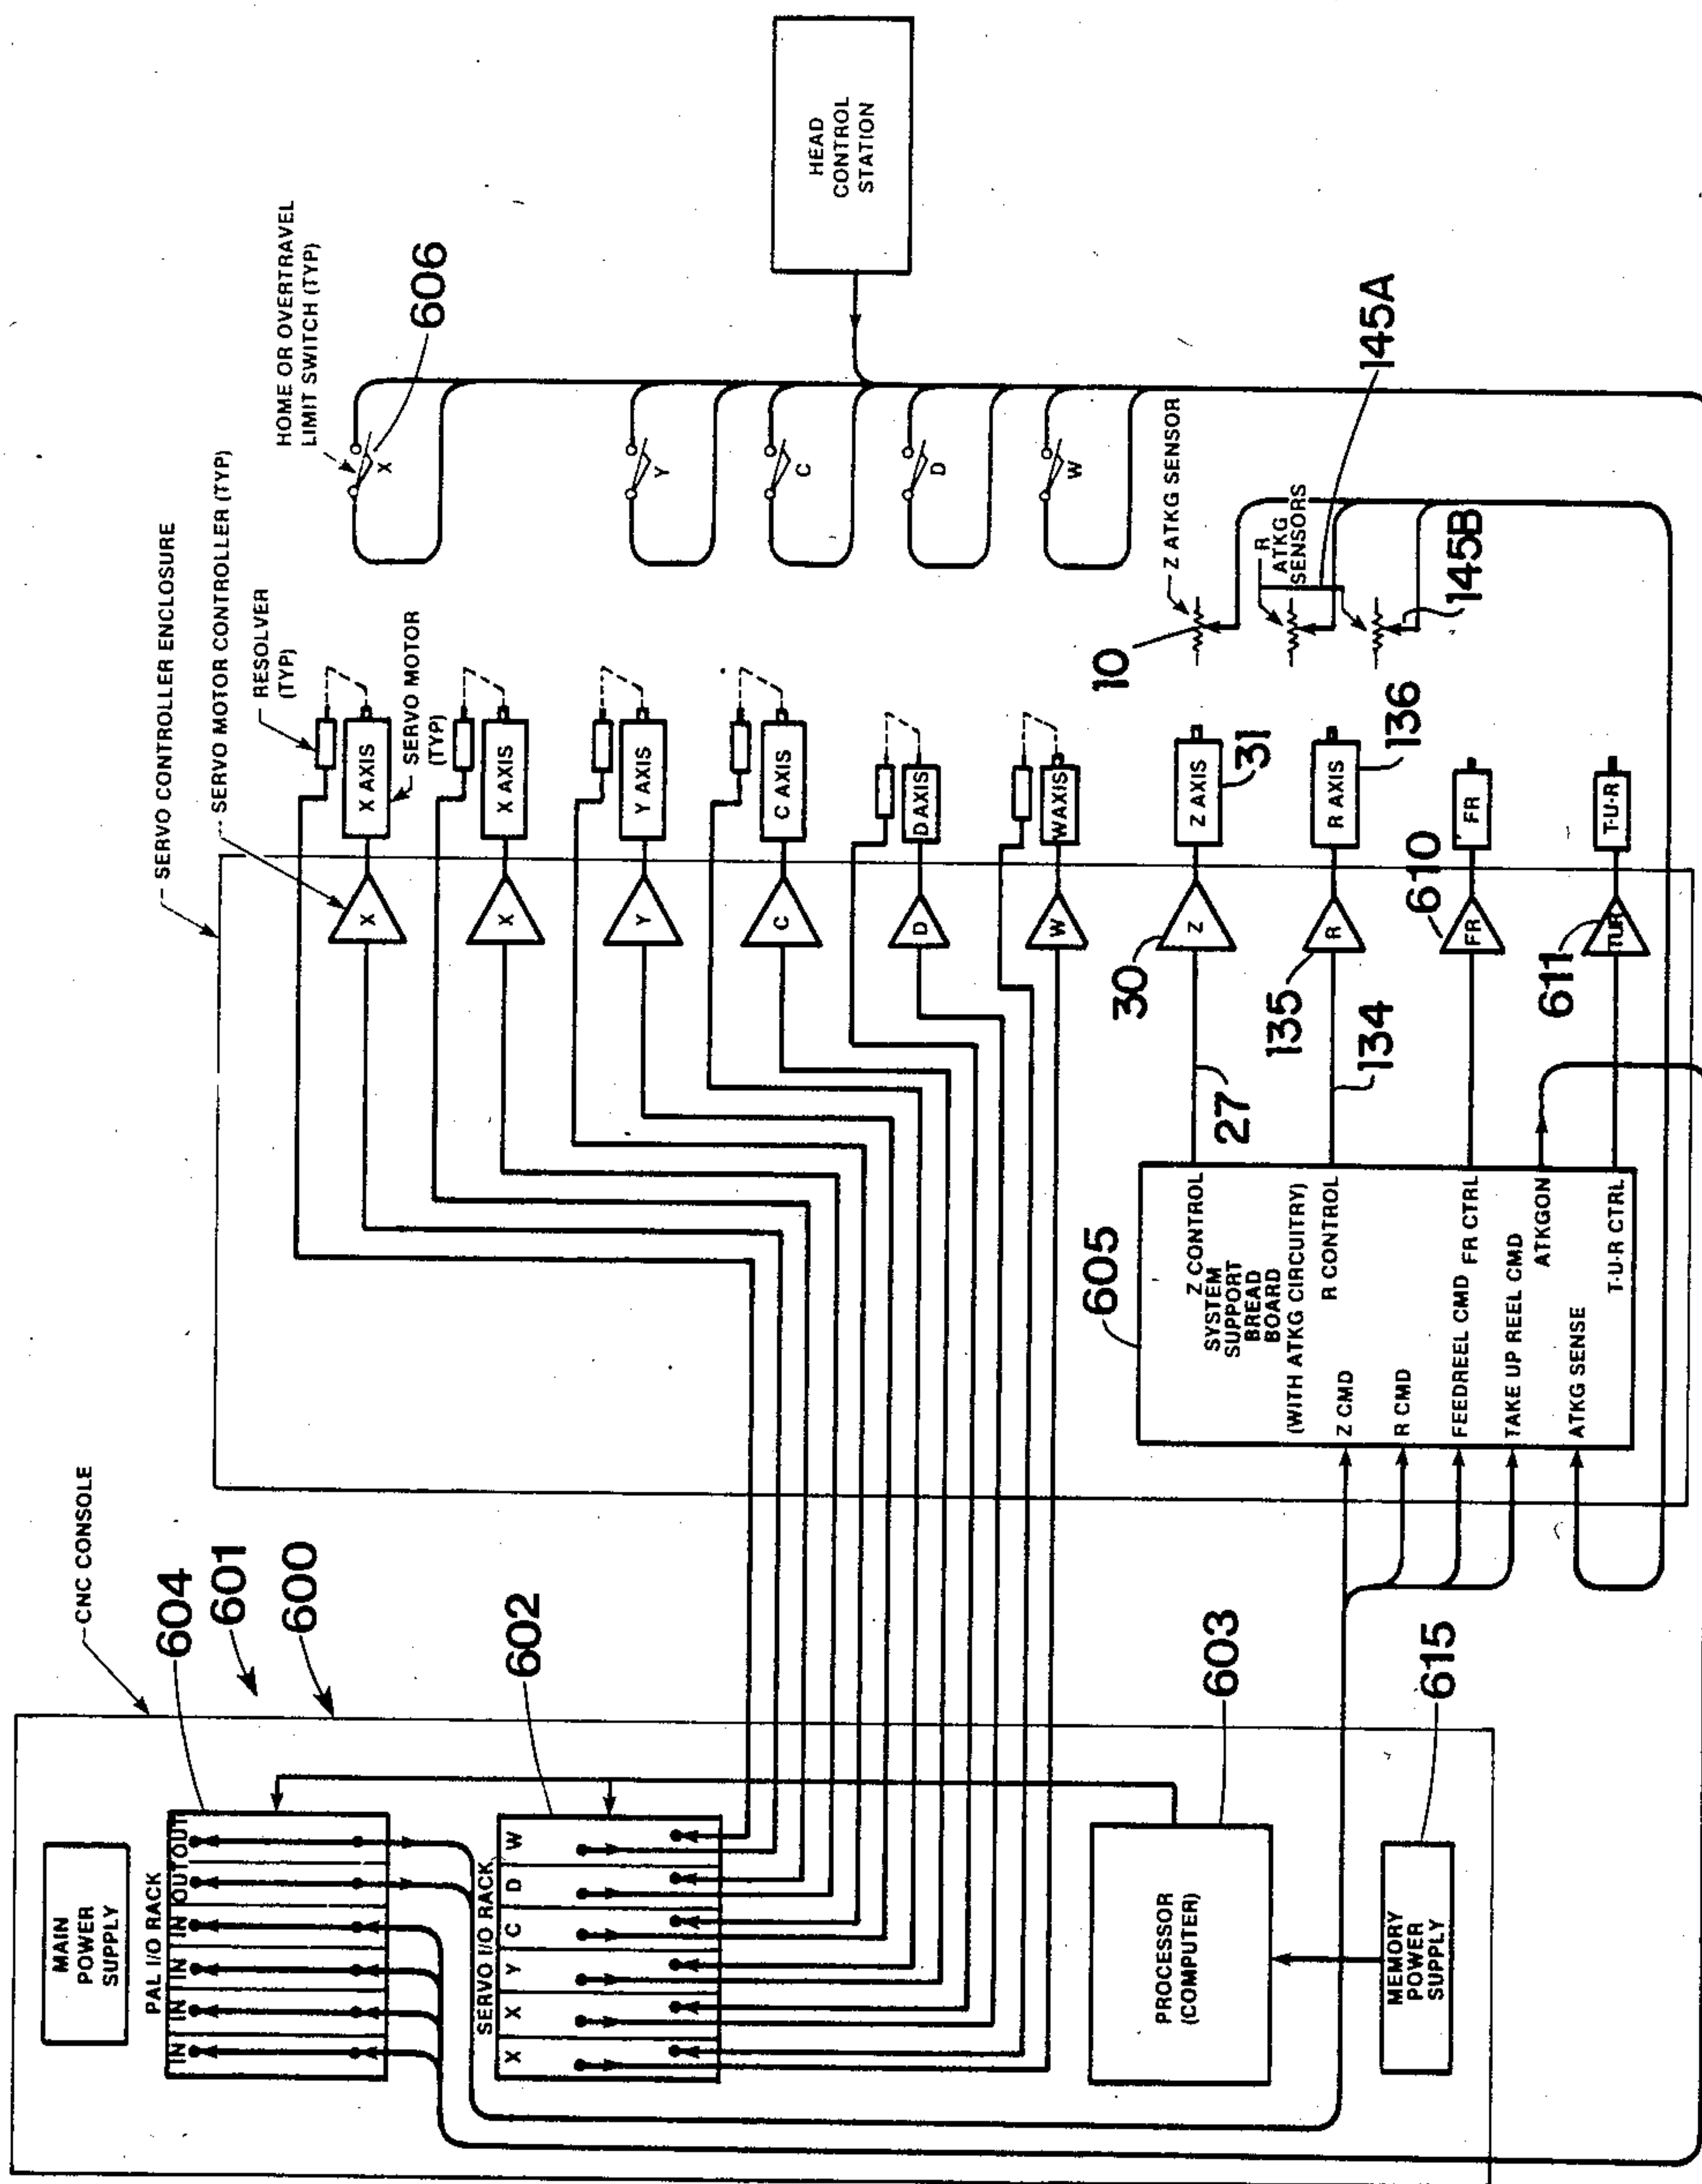 CNC CONSOLE
MAIN
POWER
SUPPLY
PAL I/O RACK
IN
IN
IN
IN
OUT
OUT
604
601
600
SERVO I/O RACK
X
X
Y
C
D
W
602
PROCESSOR
(COMPUTER)
603
MEMORY
POWER
SUPPLY
615
SERVO CONTROLLER ENCLOSURE
SERVO MOTOR CONTROLLER (TYP)
RESOLVER
(TYP)
SERVO MOTOR
(TYP)
X
X AXIS
X
X AXIS
Y
Y AXIS
C
C AXIS
D
D AXIS
W
W AXIS
Z
Z AXIS
30
31
27
R
R AXIS
135
136
134
FR
FR
610
TUR
T-U-R
611
605
Z CONTROL
SYSTEM
SUPPORT
BREAD
BOARD
(WITH ATKG CIRCUITRY)
R CONTROL
Z CMD
R CMD
FEEDREEL CMD
FR CTRL
TAKE UP REEL CMD
ATKGON
ATKG SENSE
T-U-R CTRL
HOME OR OVERTRAVEL
LIMIT SWITCH (TYP)
606
X
Y
C
D
W
Z ATKG SENSOR
10
R
ATKG
SENSORS
145A
145B
HEAD
CONTROL
STATION